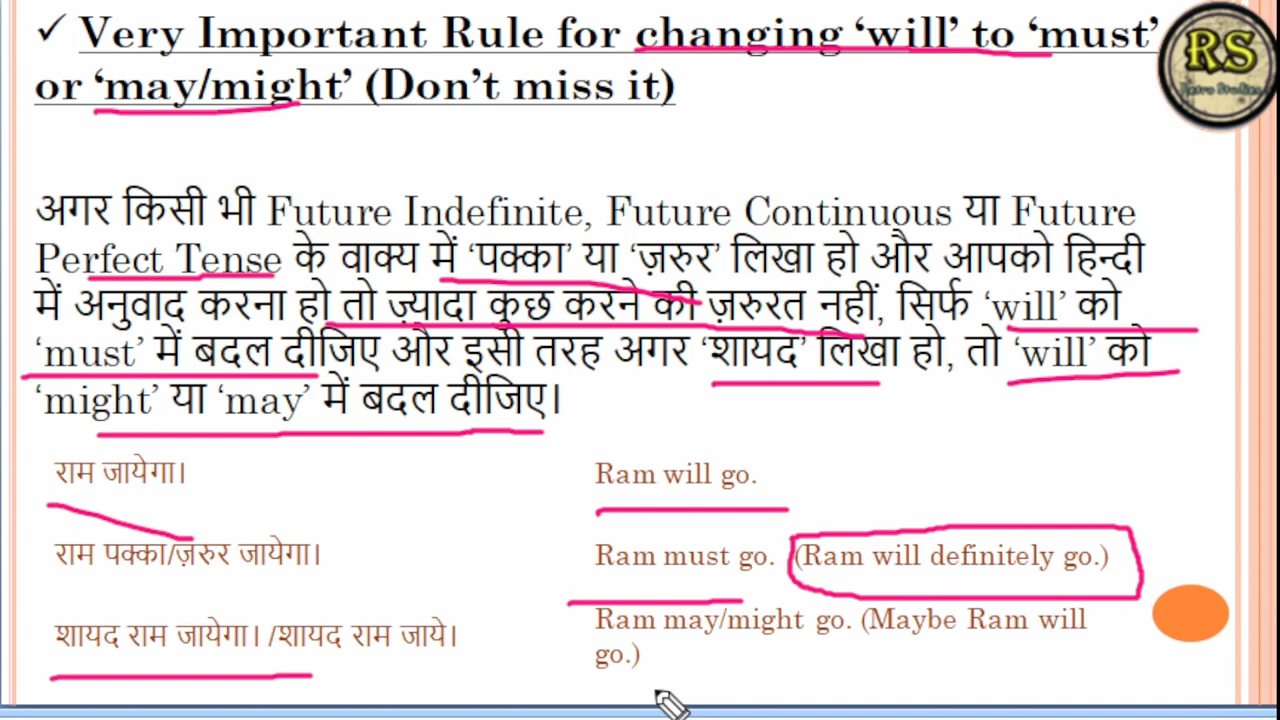 ✓ Very Important Rule for changing ‘will’ to ‘must’
or ‘may/might’ (Don’t miss it)
RS
Retro Studies
अगर किसी भी Future Indefinite, Future Continuous या Future
Perfect Tense के वाक्य में ‘पक्का’ या ‘ज़रुर’ लिखा हो और आपको हिन्दी
में अनुवाद करना हो तो ज़्यादा कुछ करने की ज़रुरत नहीं, सिर्फ ‘will’ को
‘must’ में बदल दीजिए और इसी तरह अगर ‘शायद’ लिखा हो, तो ‘will’ को
‘might’ या ‘may’ में बदल दीजिए।
राम जायेगा। Ram will go.
राम पक्का/ज़रुर जायेगा। Ram must go. (Ram will definitely go.)
शायद राम जायेगा। /शायद राम जाये। Ram may/might go. (Maybe Ram will
go.)